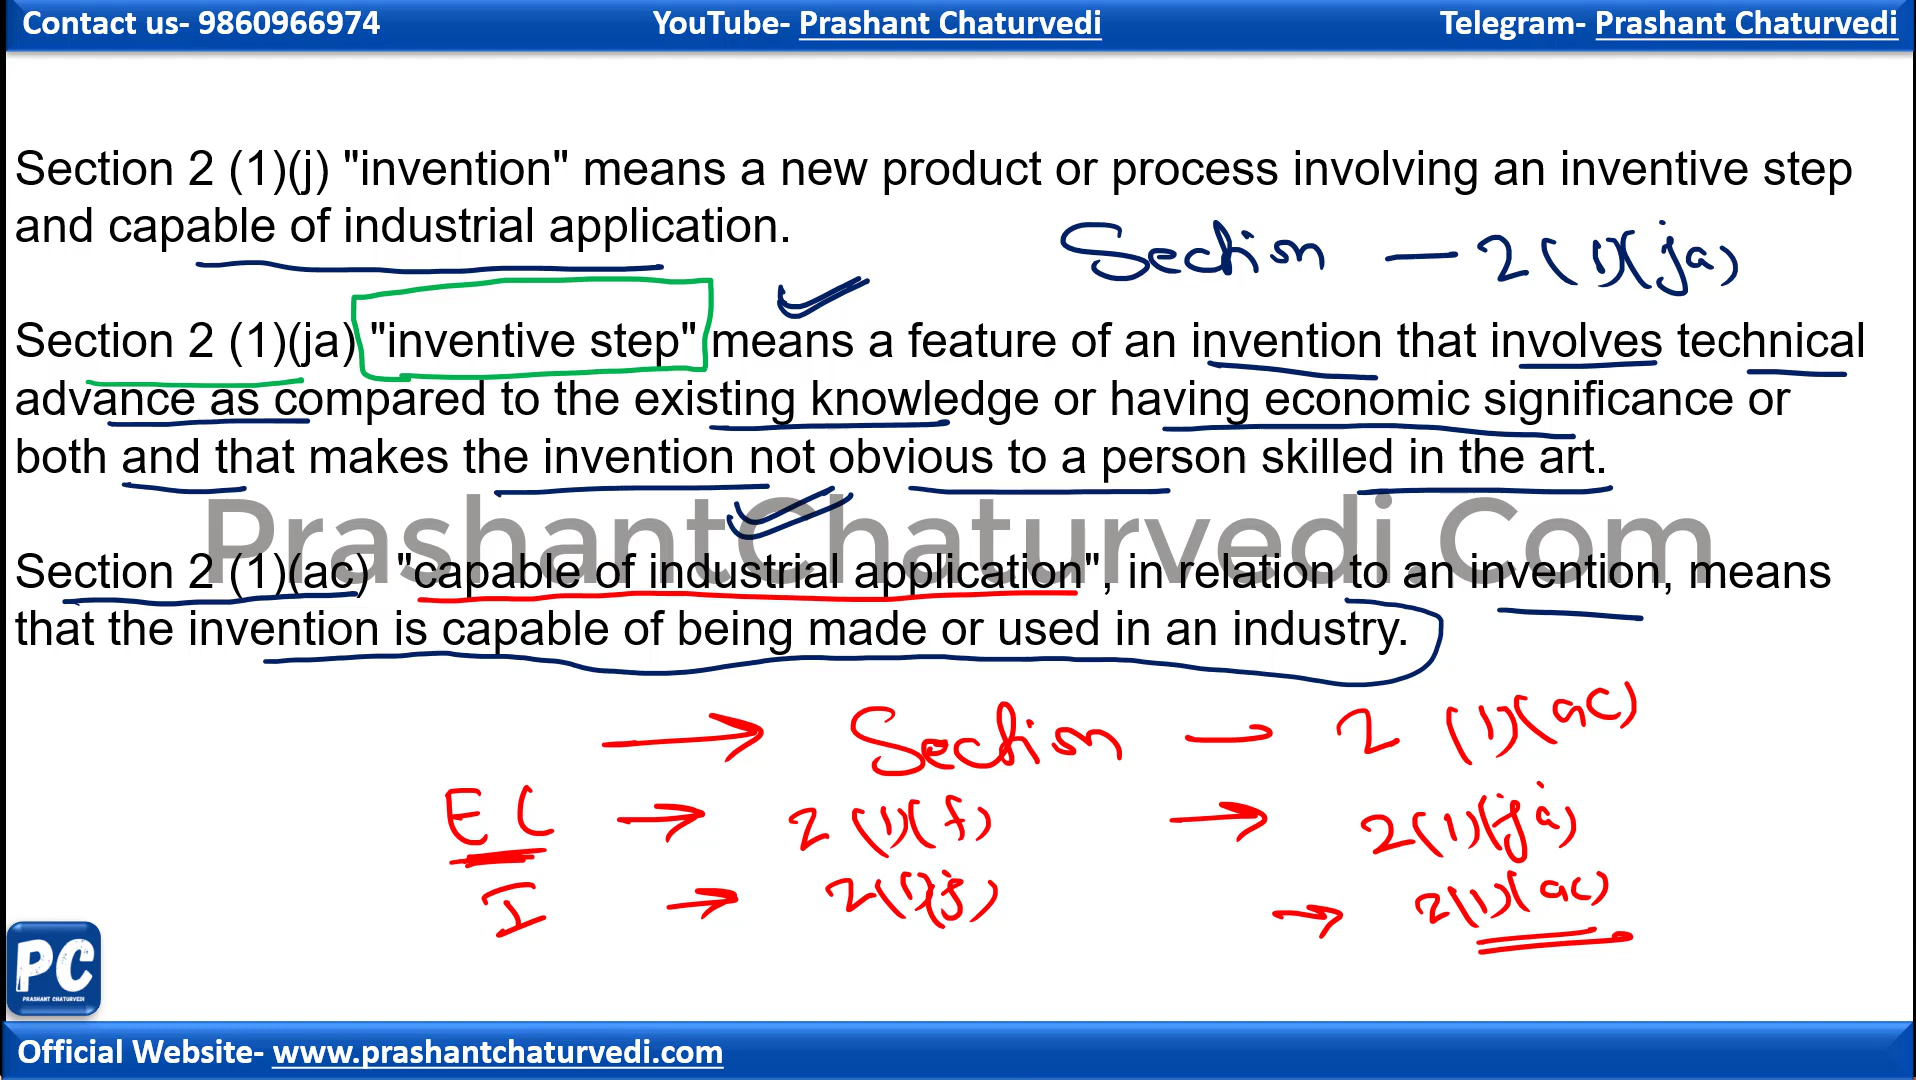 Contact us- 9860966974 YouTube- Prashant Chaturvedi Telegram- Prashant Chaturvedi
Section 2 (1)(j) "invention" means a new product or process involving an inventive step
and capable of industrial application.
Section — 2(1)(ja)
Section 2 (1)(ja) "inventive step" means a feature of an invention that involves technical
advance as compared to the existing knowledge or having economic significance or
both and that makes the invention not obvious to a person skilled in the art.
PrashantChaturvedi.Com
Section 2 (1)(ac) "capable of industrial application", in relation to an invention, means
that the invention is capable of being made or used in an industry.
→ Section — 2 (1)(ac)
EC → 2 (1)(f) → 2(1)(ja)
I → 2(1)(j) → 2(1)(ac)
PC
PRASHANT CHATURVEDI
Official Website- www.prashantchaturvedi.com